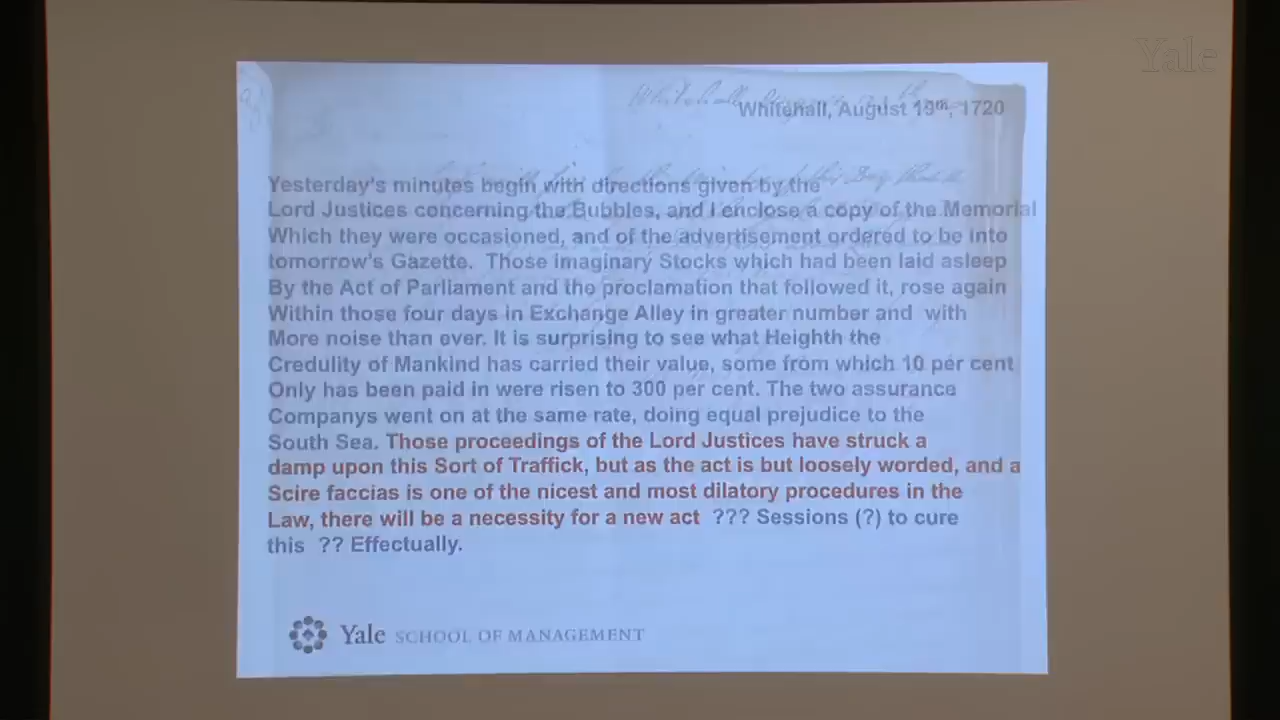 Yale
Whitehall, August 19th, 1720
Yesterday's minutes begin with directions given by the
Lord Justices concerning the Bubbles, and I enclose a copy of the Memorial
Which they were occasioned, and of the advertisement ordered to be into
tomorrow's Gazette. Those imaginary Stocks which had been laid asleep
By the Act of Parliament and the proclamation that followed it, rose again
Within those four days in Exchange Alley in greater number and with
More noise than ever. It is surprising to see what Heighth the
Credulity of Mankind has carried their value, some from which 10 per cent
Only has been paid in were risen to 300 per cent. The two assurance
Companys went on at the same rate, doing equal prejudice to the
South Sea. Those proceedings of the Lord Justices have struck a
damp upon this Sort of Traffick, but as the act is but loosely worded, and a
Scire faccias is one of the nicest and most dilatory procedures in the
Law, there will be a necessity for a new act ??? Sessions (?) to cure
this ?? Effectually.
Yale SCHOOL OF MANAGEMENT